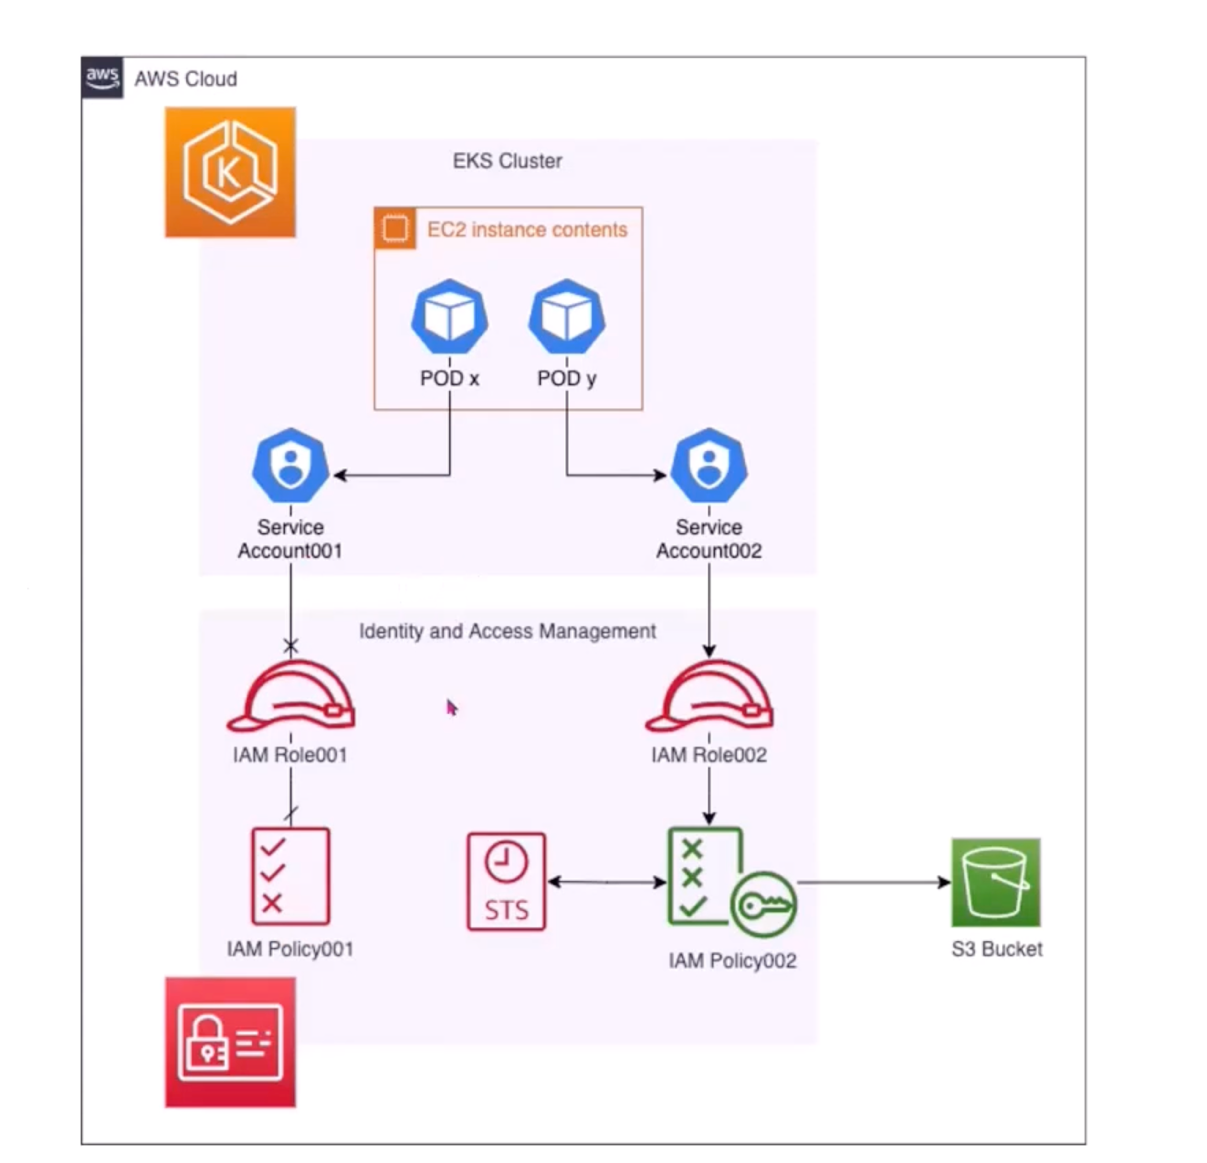 aws
AWS Cloud
K
EKS Cluster
EC2 instance contents
POD x
POD y
Service
Account001
Service
Account002
Identity and Access Management
IAM Role001
IAM Role002
STS
IAM Policy001
IAM Policy002
S3 Bucket